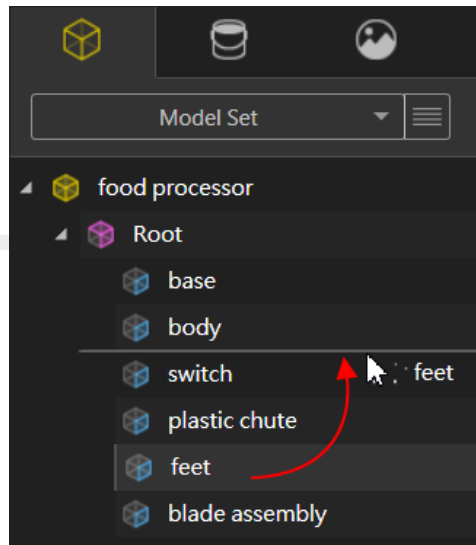 Model Set
food processor
Root
base
body
switch
feet
plastic chute
feet
blade assembly